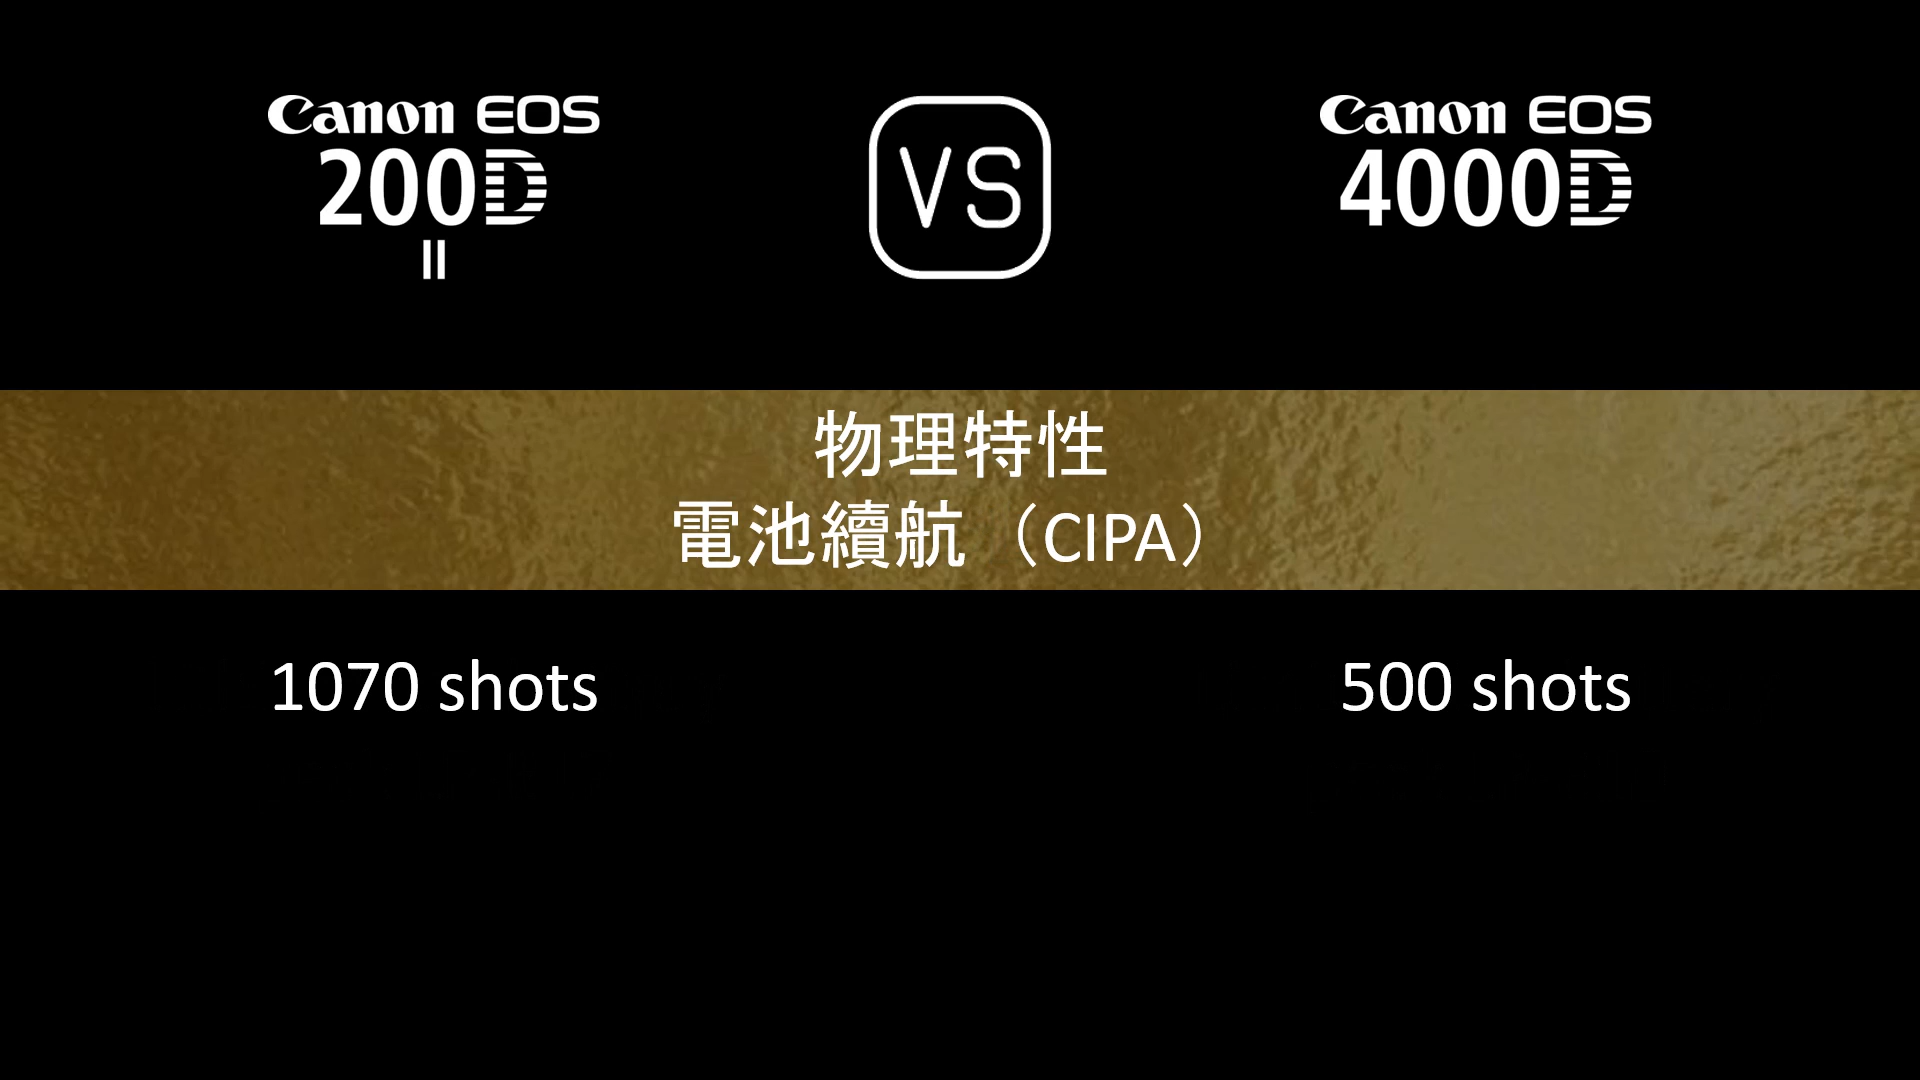 Canon EOS
200D
II
VS
Canon EOS
4000D
物理特性
電池續航（CIPA）
1070 shots
500 shots